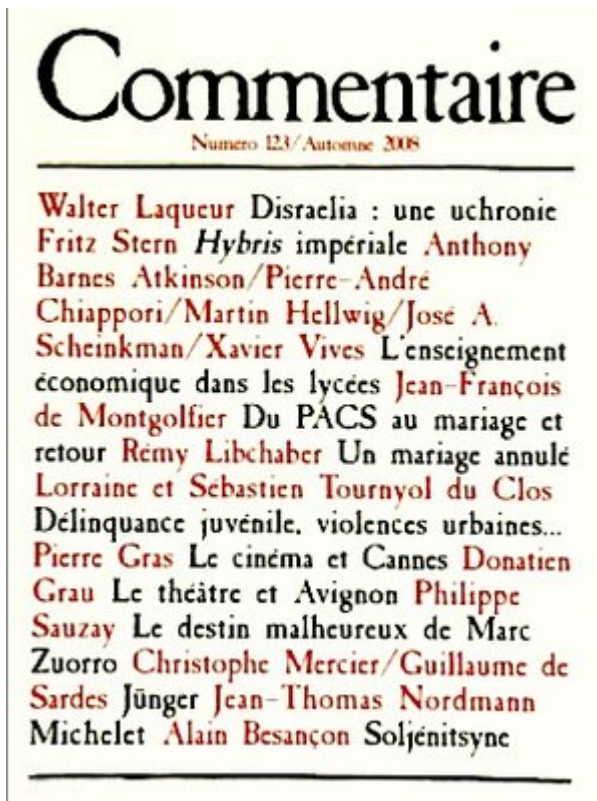 Commentaire
Numéro 123/Automne 2008
Walter Laqueur Disraelia : une uchronie
Fritz Stern Hybris impériale Anthony
Barnes Atkinson/Pierre-André
Chiappori/Martin Hellwig/José A.
Scheinkman/Xavier Vives L'enseignement
économique dans les lycées Jean-François
de Montgolfier Du PACS au mariage et
retour Rémy Libchaber Un mariage annulé
Lorraine et Sébastien Tournyol du Clos
Délinquance juvénile, violences urbaines...
Pierre Gras Le cinéma et Cannes Donatien
Grau Le théâtre et Avignon Philippe
Sauzay Le destin malheureux de Marc
Zuorro Christophe Mercier/Guillaume de
Sardes Jünger Jean-Thomas Nordmann
Michelet Alain Besançon Soljénitsyne